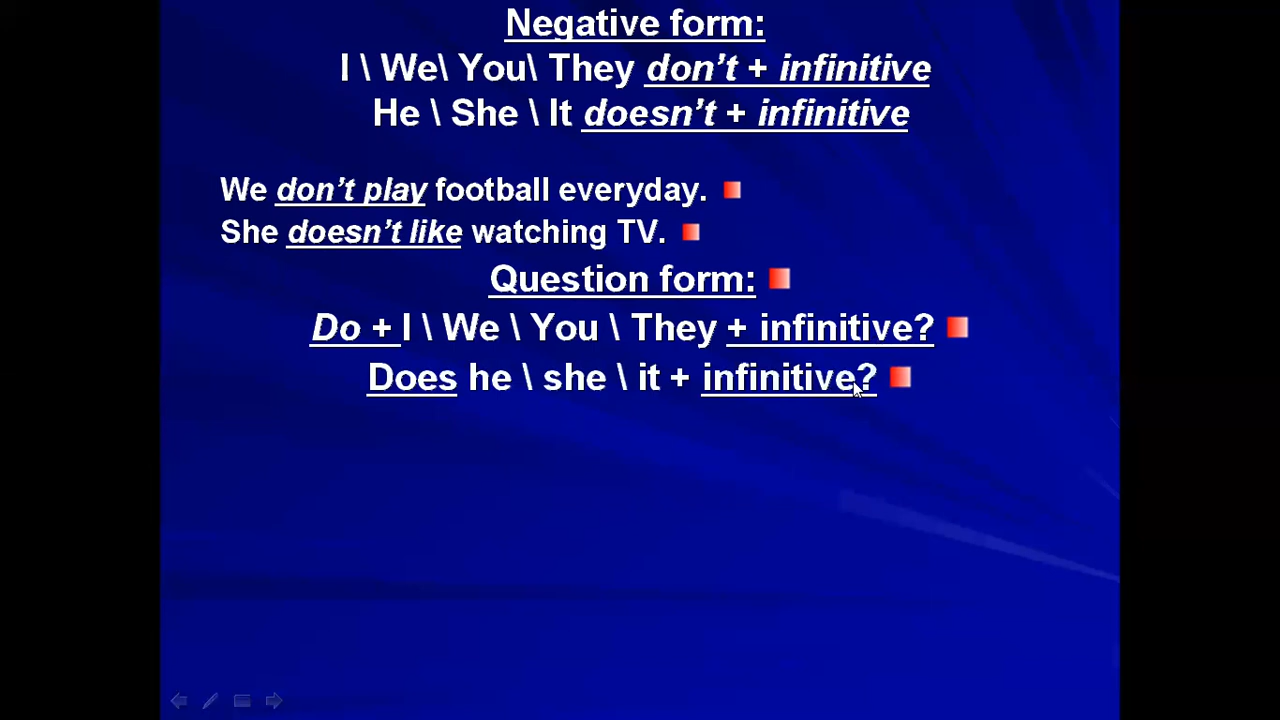 Negative form:
I \ We\ You\ They don’t + infinitive
He \ She \ It doesn’t + infinitive
We don’t play football everyday.
She doesn’t like watching TV.
Question form:
Do + I \ We \ You \ They + infinitive?
Does he \ she \ it + infinitive?